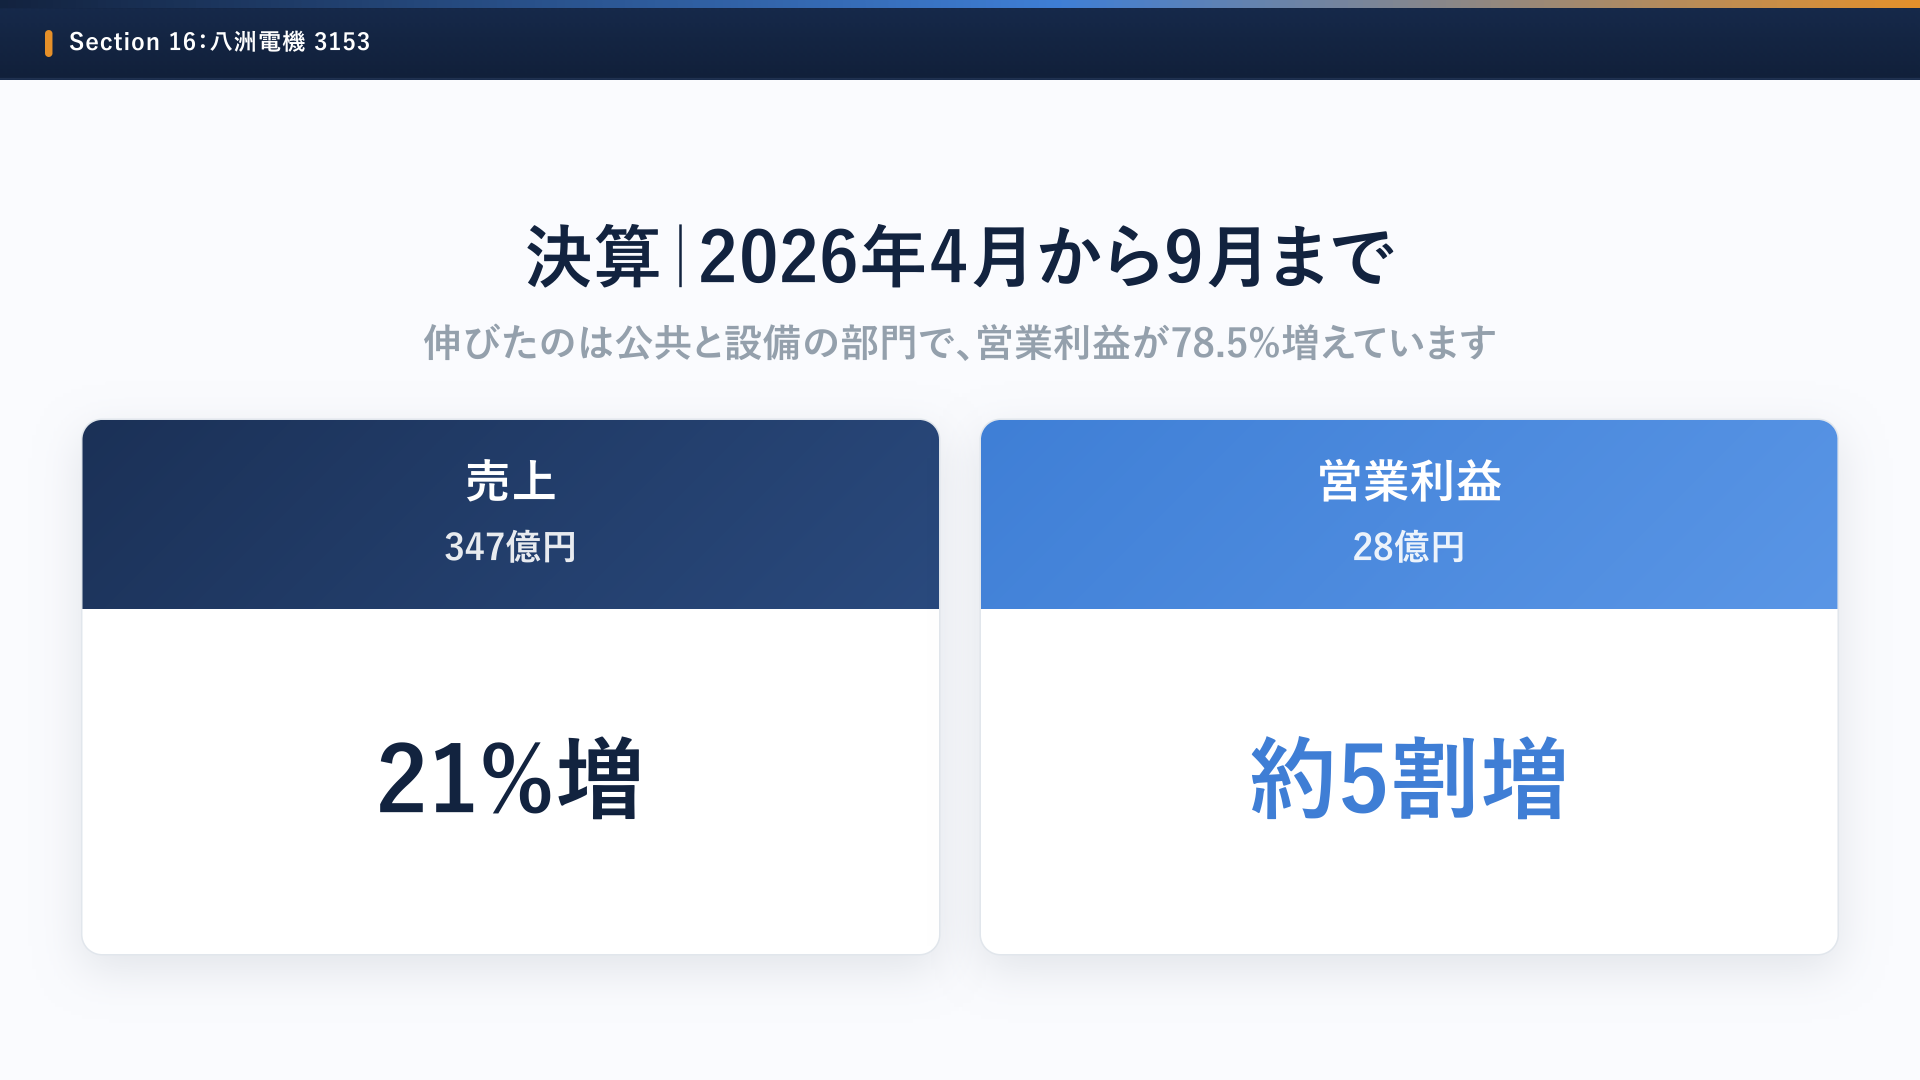 Section 16：八洲電機 3153
決算｜2026年4月から9月まで
伸びたのは公共と設備の部門で、営業利益が78.5%増えています
売上
347億円
21%増
営業利益
28億円
約5割増